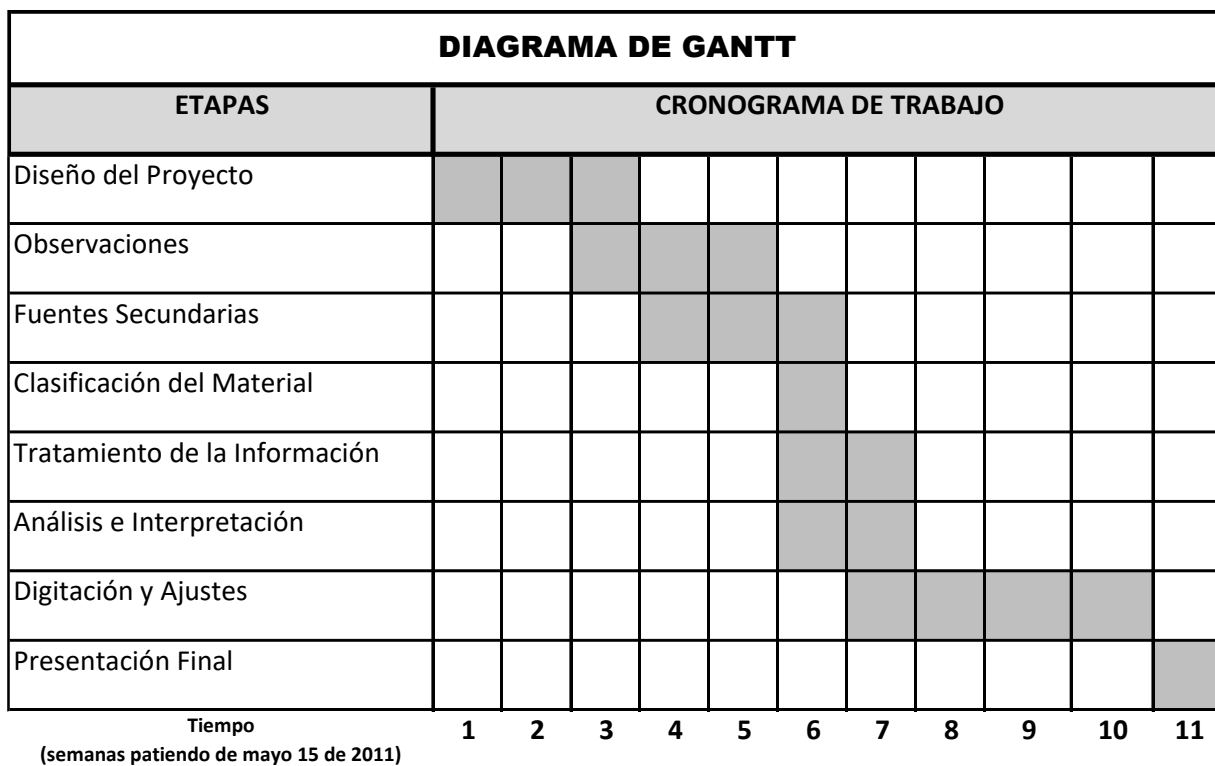 DIAGRAMA DE GANTT
ETAPAS CRONOGRAMA DE TRABAJO
Diseño del Proyecto
Observaciones
Fuentes Secundarias
Clasificación del Material
Tratamiento de la Información
Análisis e Interpretación
Digitación y Ajustes
Presentación Final
Tiempo
(semanas patiendo de mayo 15 de 2011)
1 2 3 4 5 6 7 8 9 10 11